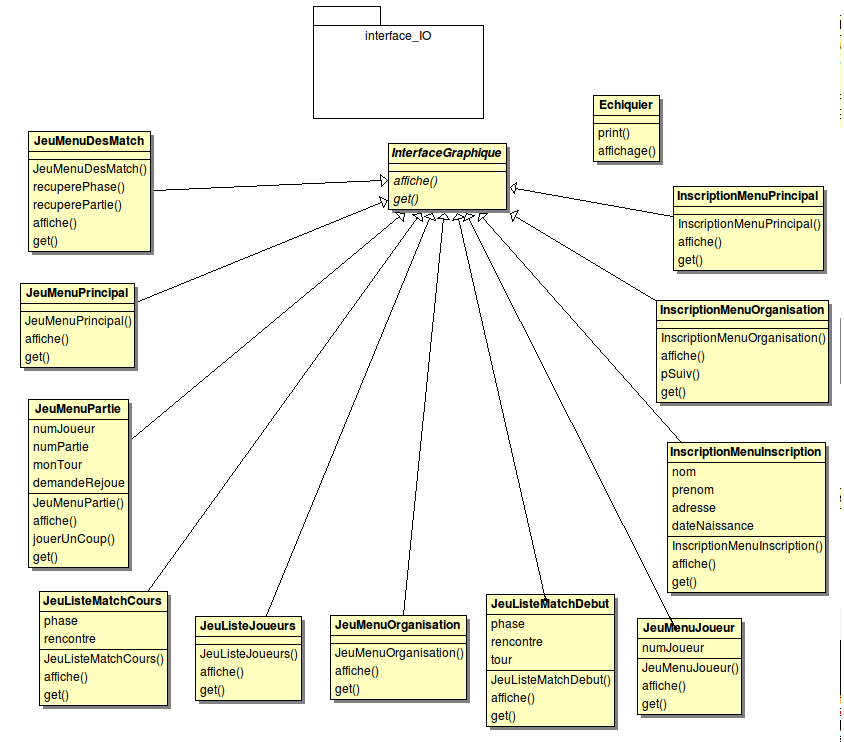 interface_IO
Echiquier
print()
affichage()
JeuMenuDesMatch
JeuMenuDesMatch()
recuperePhase()
recuperePartie()
affiche()
get()
InterfaceGraphique
affiche()
get()
InscriptionMenuPrincipal
InscriptionMenuPrincipal()
affiche()
get()
JeuMenuPrincipal
JeuMenuPrincipal()
affiche()
get()
InscriptionMenuOrganisation
InscriptionMenuOrganisation()
affiche()
pSuiv()
get()
JeuMenuPartie
numJoueur
numPartie
monTour
demandeRejoue
JeuMenuPartie()
affiche()
jouerUnCoup()
get()
InscriptionMenuInscription
nom
prenom
adresse
dateNaissance
InscriptionMenuInscription()
affiche()
get()
JeuListeMatchCours
phase
rencontre
JeuListeMatchCours()
affiche()
get()
JeuListeJoueurs
JeuListeJoueurs()
affiche()
get()
JeuMenuOrganisation
JeuMenuOrganisation()
affiche()
get()
JeuListeMatchDebut
phase
rencontre
tour
JeuListeMatchDebut()
affiche()
get()
JeuMenuJoueur
numJoueur
JeuMenuJoueur()
affiche()
get()